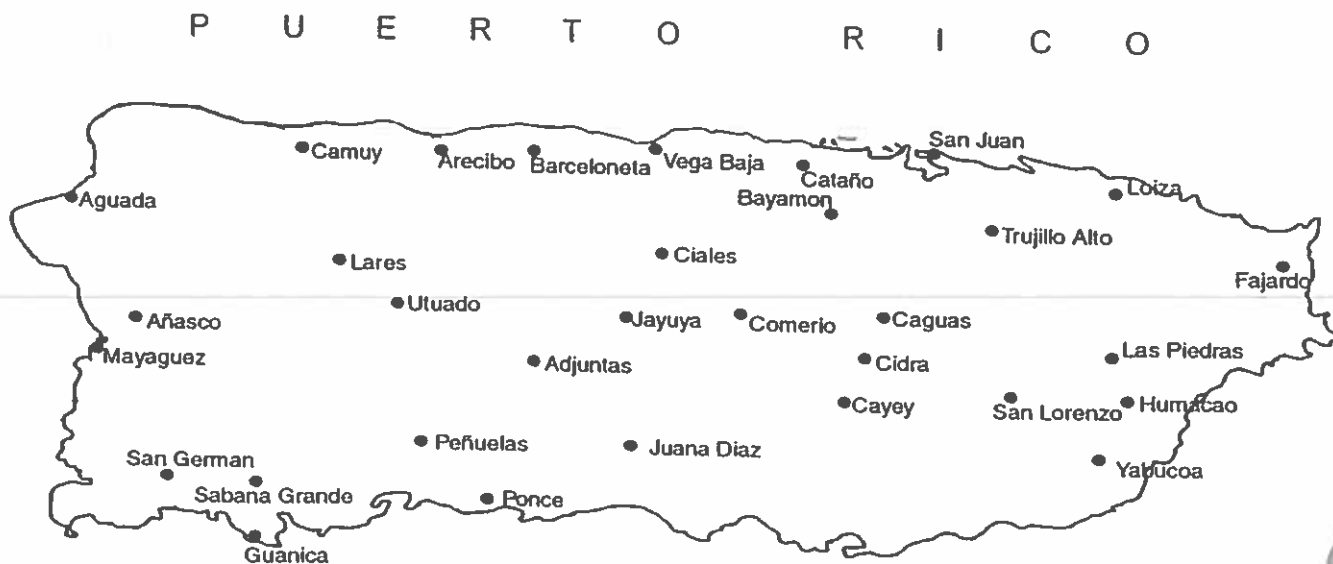 PUERTO RICO
San Juan
Camuy
Arecibo
Barceloneta
Vega Baja
Cataño
Loiza
Aguada
Bayamon
Trujillo Alto
Lares
Ciales
Fajardo
Utuado
Añasco
Jayuya
Comerio
Caguas
Mayaguez
Adjuntas
Cidra
Las Piedras
Cayey
San Lorenzo
Humacao
Peñuelas
Juana Diaz
San German
Yabucoa
Sabana Grande
Ponce
Guanica